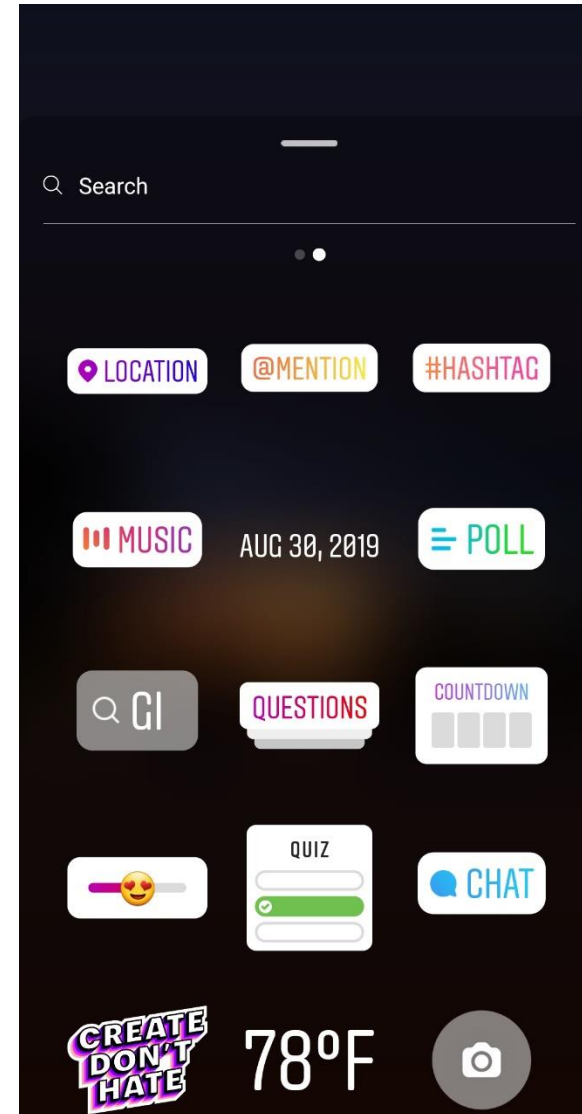 Search
LOCATION
@MENTION
#HASHTAG
MUSIC
AUG 30, 2019
POLL
GI
QUESTIONS
COUNTDOWN
QUIZ
CHAT
CREATE
DON'T
HATE
78°F